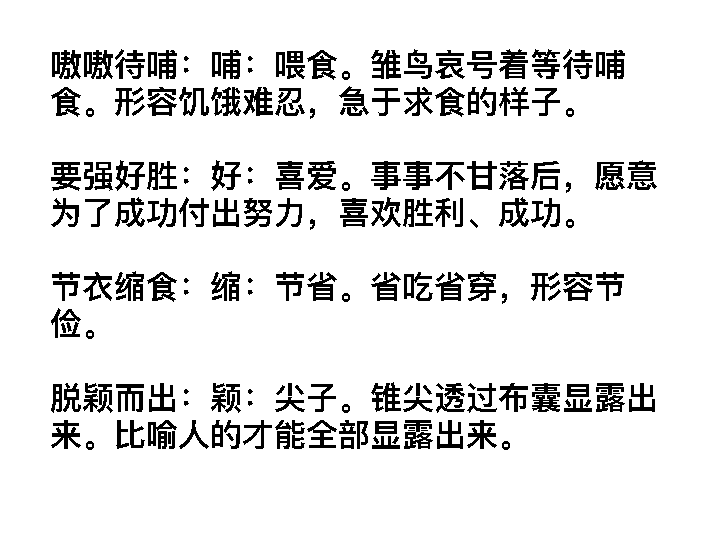 嗷嗷待哺：哺：喂食。雏鸟哀号着等待哺
食。形容饥饿难忍，急于求食的样子。
要强好胜：好：喜爱。事事不甘落后，愿意
为了成功付出努力，喜欢胜利、成功。
节衣缩食：缩：节省。省吃省穿，形容节
俭。
脱颖而出：颖：尖子。锥尖透过布囊显露出
来。比喻人的才能全部显露出来。